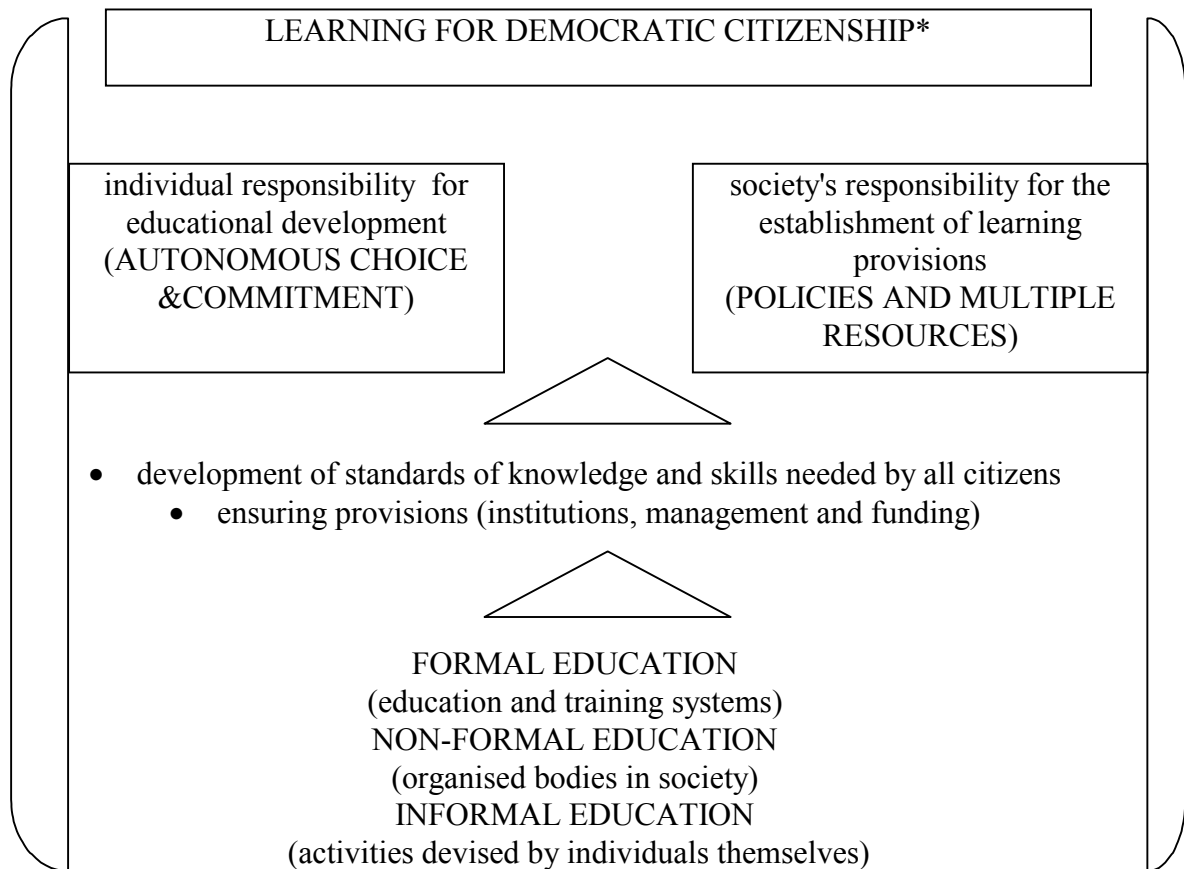 LEARNING FOR DEMOCRATIC CITIZENSHIP*
individual responsibility for
educational development
(AUTONOMOUS CHOICE
&COMMITMENT)
society's responsibility for the
establishment of learning
provisions
(POLICIES AND MULTIPLE
RESOURCES)
• development of standards of knowledge and skills needed by all citizens
• ensuring provisions (institutions, management and funding)
FORMAL EDUCATION
(education and training systems)
NON-FORMAL EDUCATION
(organised bodies in society)
INFORMAL EDUCATION
(activities devised by individuals themselves)